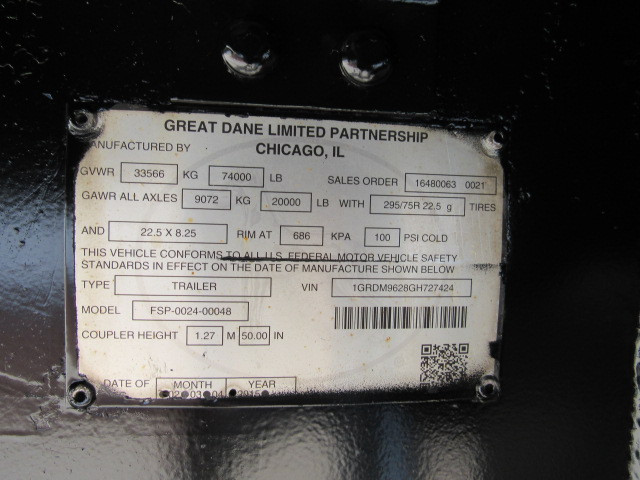 GREAT DANE LIMITED PARTNERSHIP
MANUFACTURED BY CHICAGO, IL
GVWR 33566 KG 74000 LB SALES ORDER 16480063 0021
GAWR ALL AXLES 9072 KG 20000 LB WITH 295/75R 22.5 g TIRES
AND 22.5 X 8.25 RIM AT 686 KPA 100 PSI COLD
THIS VEHICLE CONFORMS TO ALL U.S. FEDERAL MOTOR VEHICLE SAFETY
STANDARDS IN EFFECT ON THE DATE OF MANUFACTURE SHOWN BELOW
TYPE TRAILER VIN 1GRDM9628GH727424
MODEL FSP-0024-00048
COUPLER HEIGHT 1.27 M 50.00 IN
DATE OF MONTH YEAR
02 03 04 2015